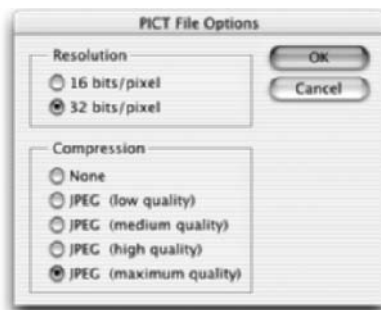 PICT File Options
Resolution
16 bits/pixel
32 bits/pixel
OK
Cancel
Compression
None
JPEG (low quality)
JPEG (medium quality)
JPEG (high quality)
JPEG (maximum quality)